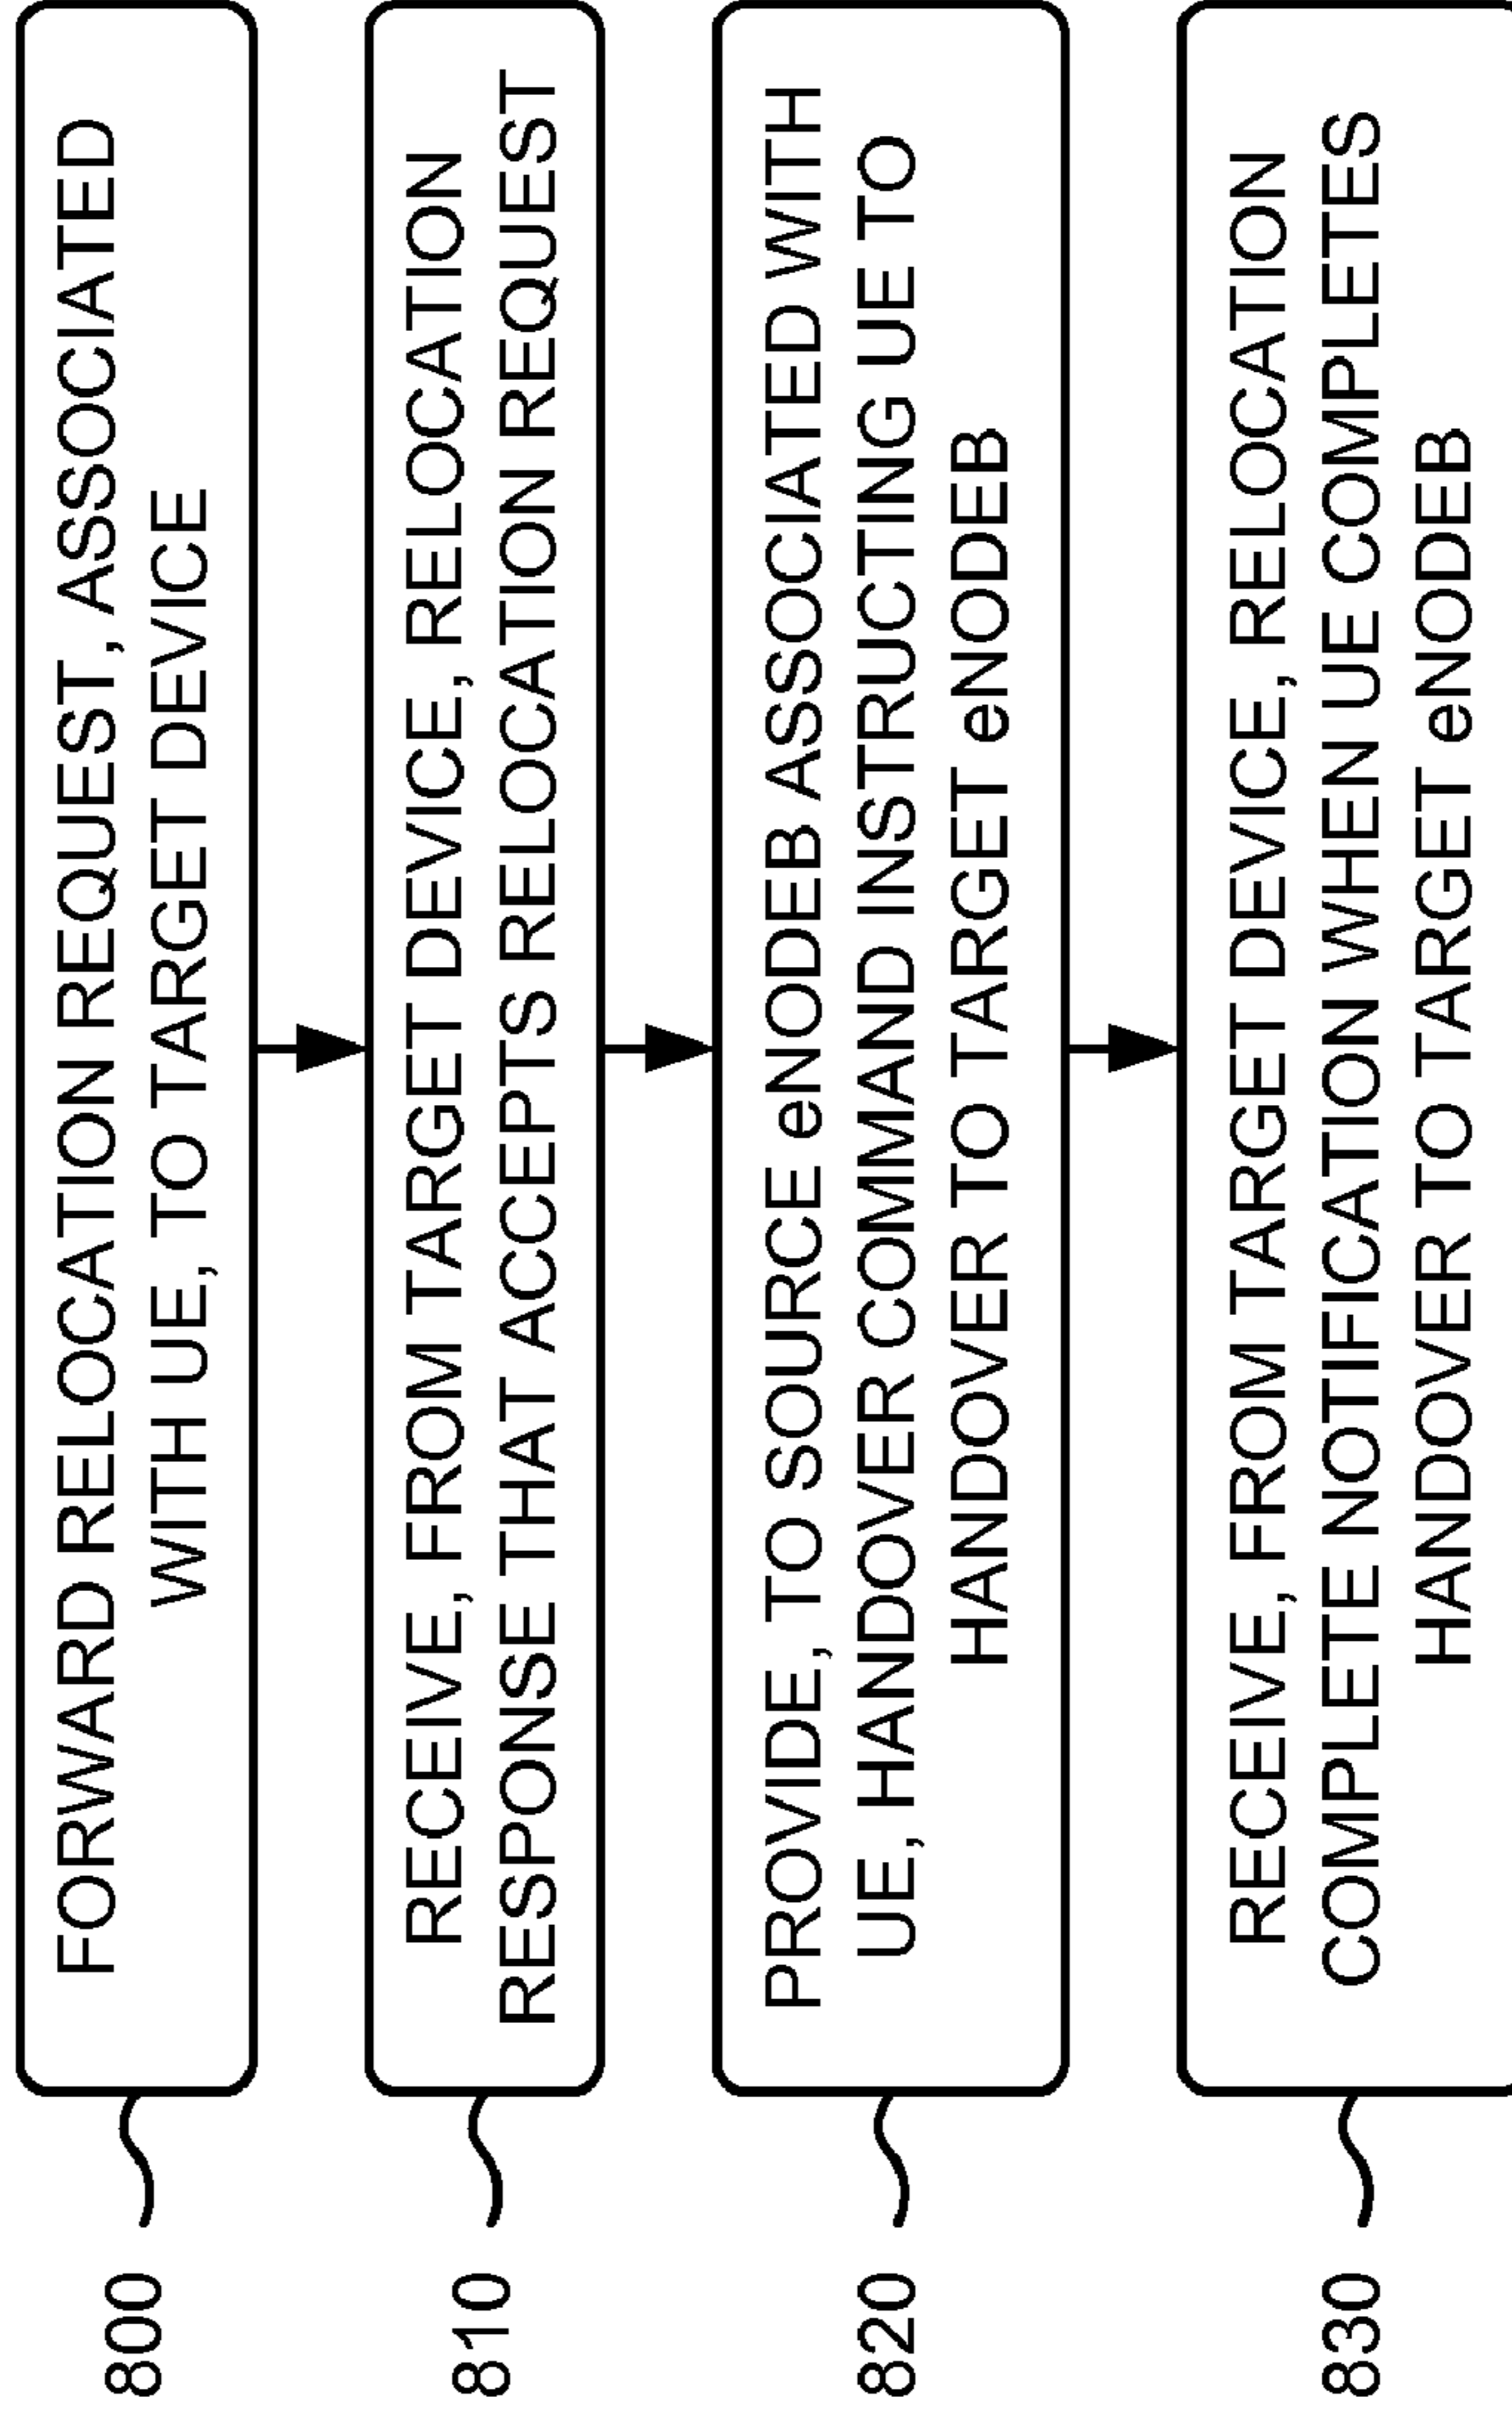 800
FORWARD RELOCATION REQUEST, ASSOCIATED
WITH UE, TO TARGET DEVICE
810
RECEIVE, FROM TARGET DEVICE, RELOCATION
RESPONSE THAT ACCEPTS RELOCATION REQUEST
820
PROVIDE, TO SOURCE eNODEB ASSOCIATED WITH
UE, HANDOVER COMMAND INSTRUCTING UE TO
HANDOVER TO TARGET eNODEB
830
RECEIVE, FROM TARGET DEVICE, RELOCATION
COMPLETE NOTIFICATION WHEN UE COMPLETES
HANDOVER TO TARGET eNODEB